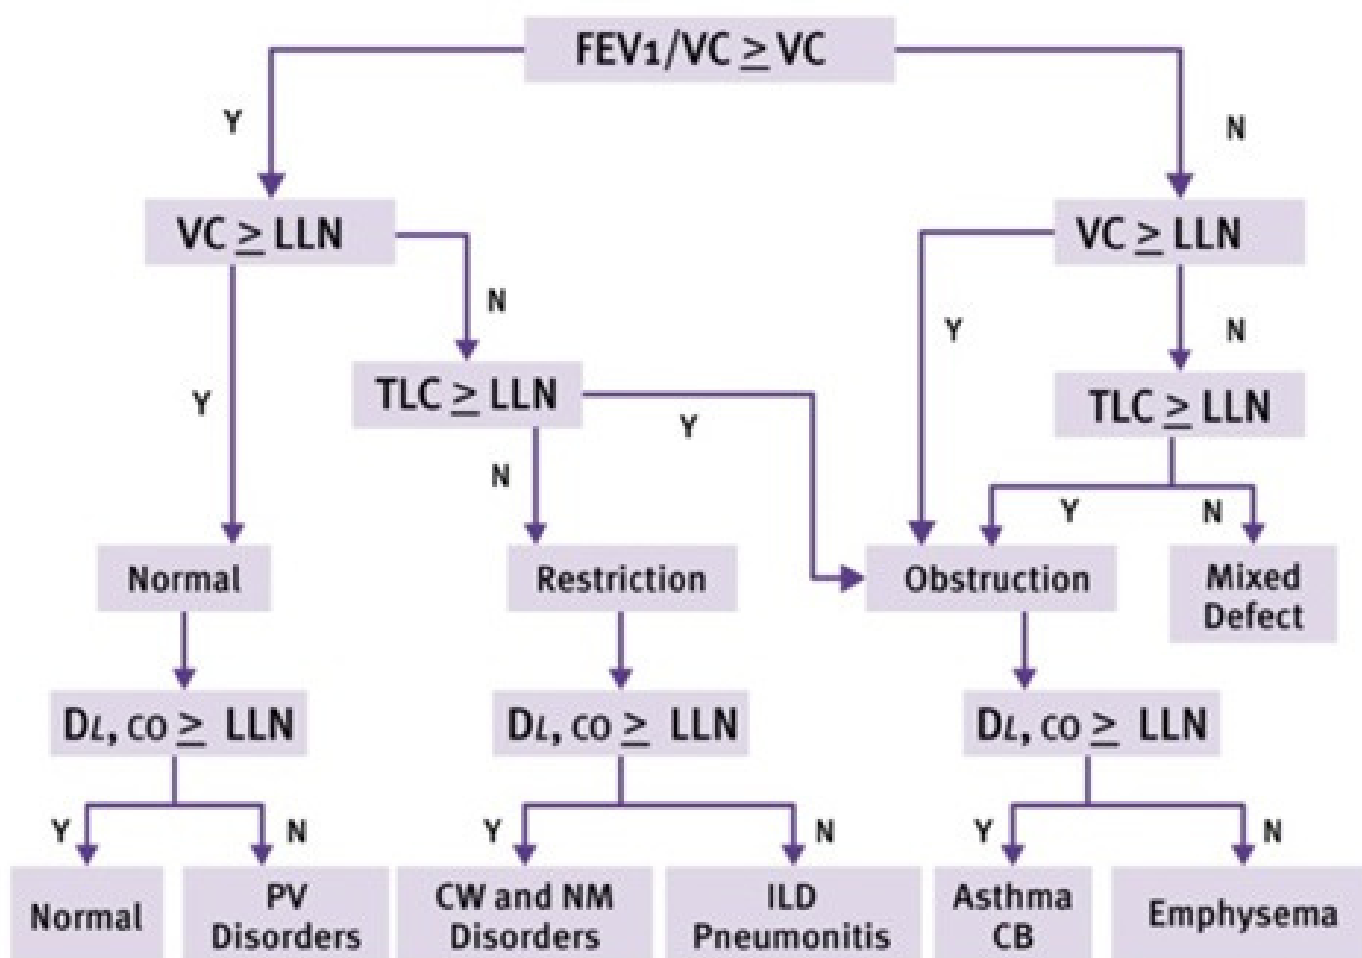 FEV1/VC ≥ VC
Y
N
VC ≥ LLN
VC ≥ LLN
N
Y
N
Y
TLC ≥ LLN
TLC ≥ LLN
Y
N
Y
N
Normal
Restriction
Obstruction
Mixed
Defect
DL, CO ≥ LLN
DL, CO ≥ LLN
DL, CO ≥ LLN
Y
N
Y
N
Y
N
Normal
PV
Disorders
CW and NM
Disorders
ILD
Pneumonitis
Asthma
CB
Emphysema